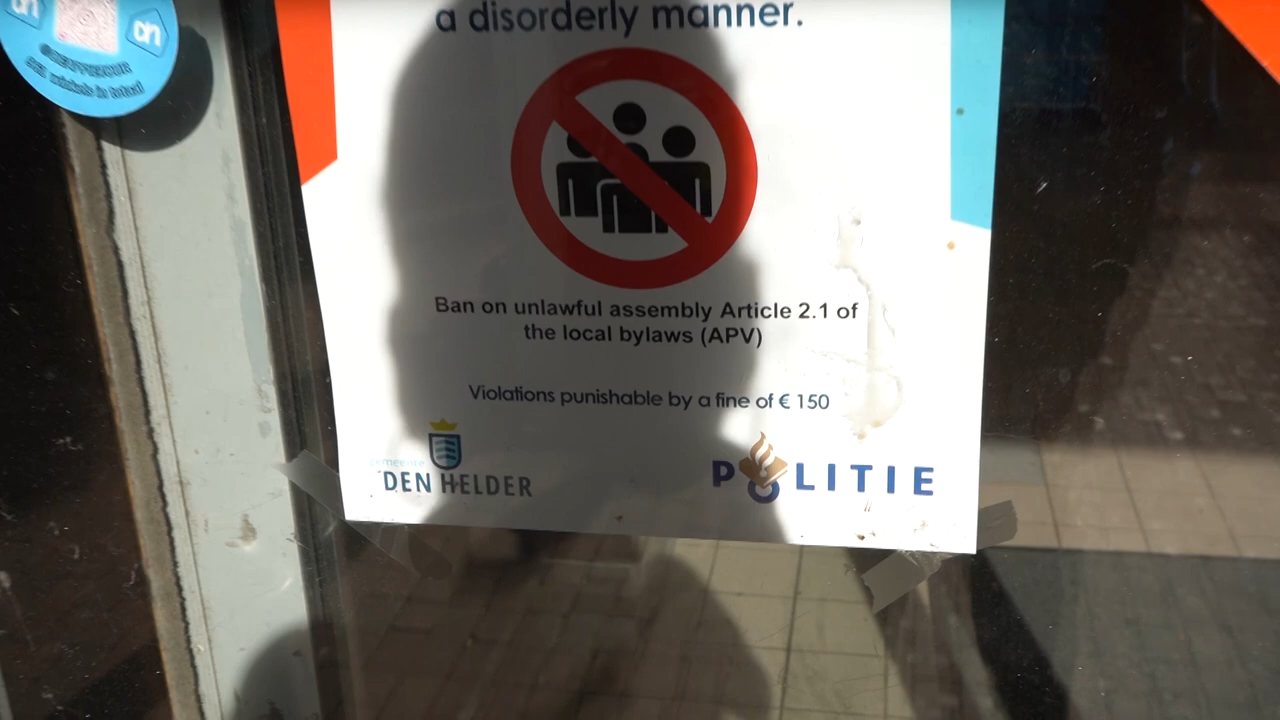 a disorderly manner.
Ban on unlawful assembly Article 2.1 of
the local bylaws (APV)
Violations punishable by a fine of € 150
gemeente
DEN HELDER
POLITIE